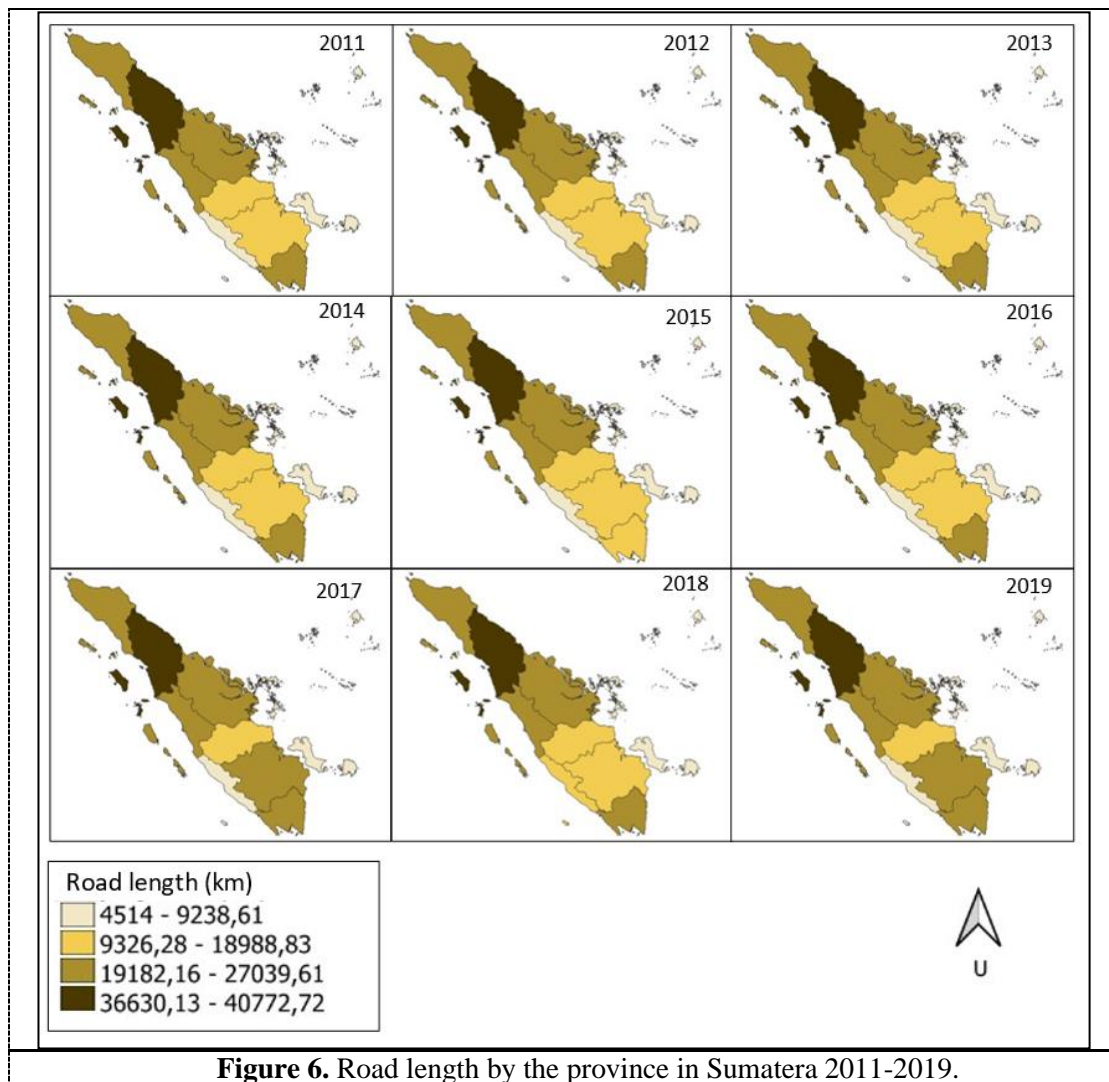 2011
2012
2013
2014
2015
2016
2017
2018
2019
Road length (km)
4514 - 9238,61
9326,28 - 18988,83
19182,16 - 27039,61
36630,13 - 40772,72
U
Figure 6. Road length by the province in Sumatera 2011-2019.